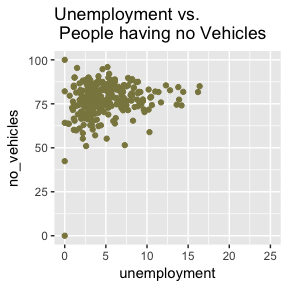 Unemployment vs.
People having no Vehicles
100
75
50
25
0
no_vehicles
0 5 10 15 20 25
unemployment